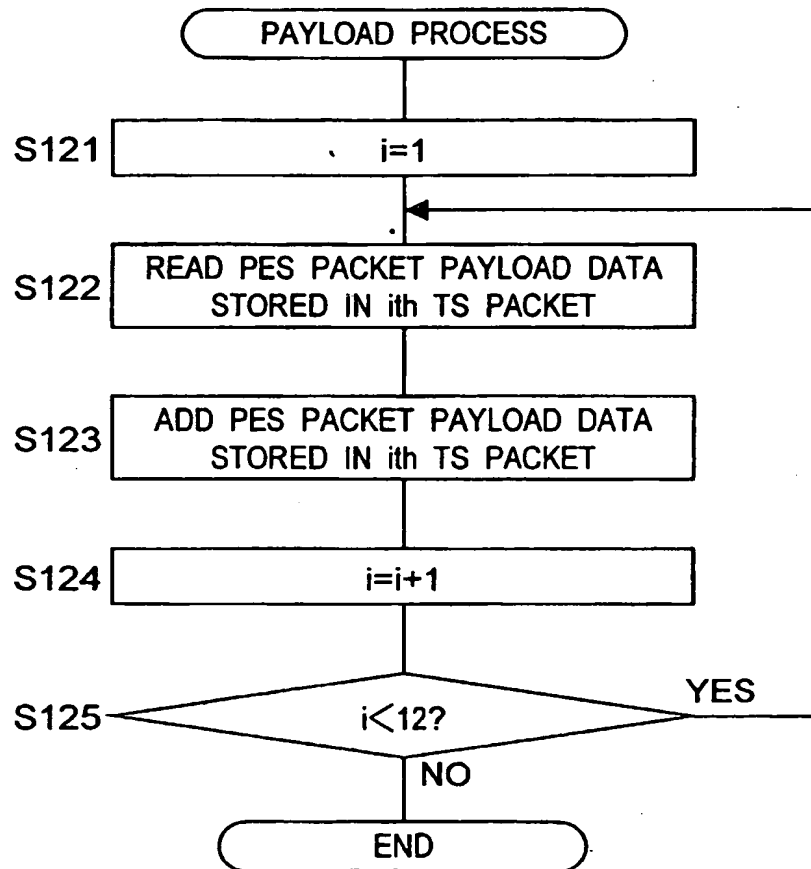 PAYLOAD PROCESS
S121
i=1
S122
READ PES PACKET PAYLOAD DATA
STORED IN ith TS PACKET
S123
ADD PES PACKET PAYLOAD DATA
STORED IN ith TS PACKET
S124
i=i+1
S125
i<12?
YES
NO
END